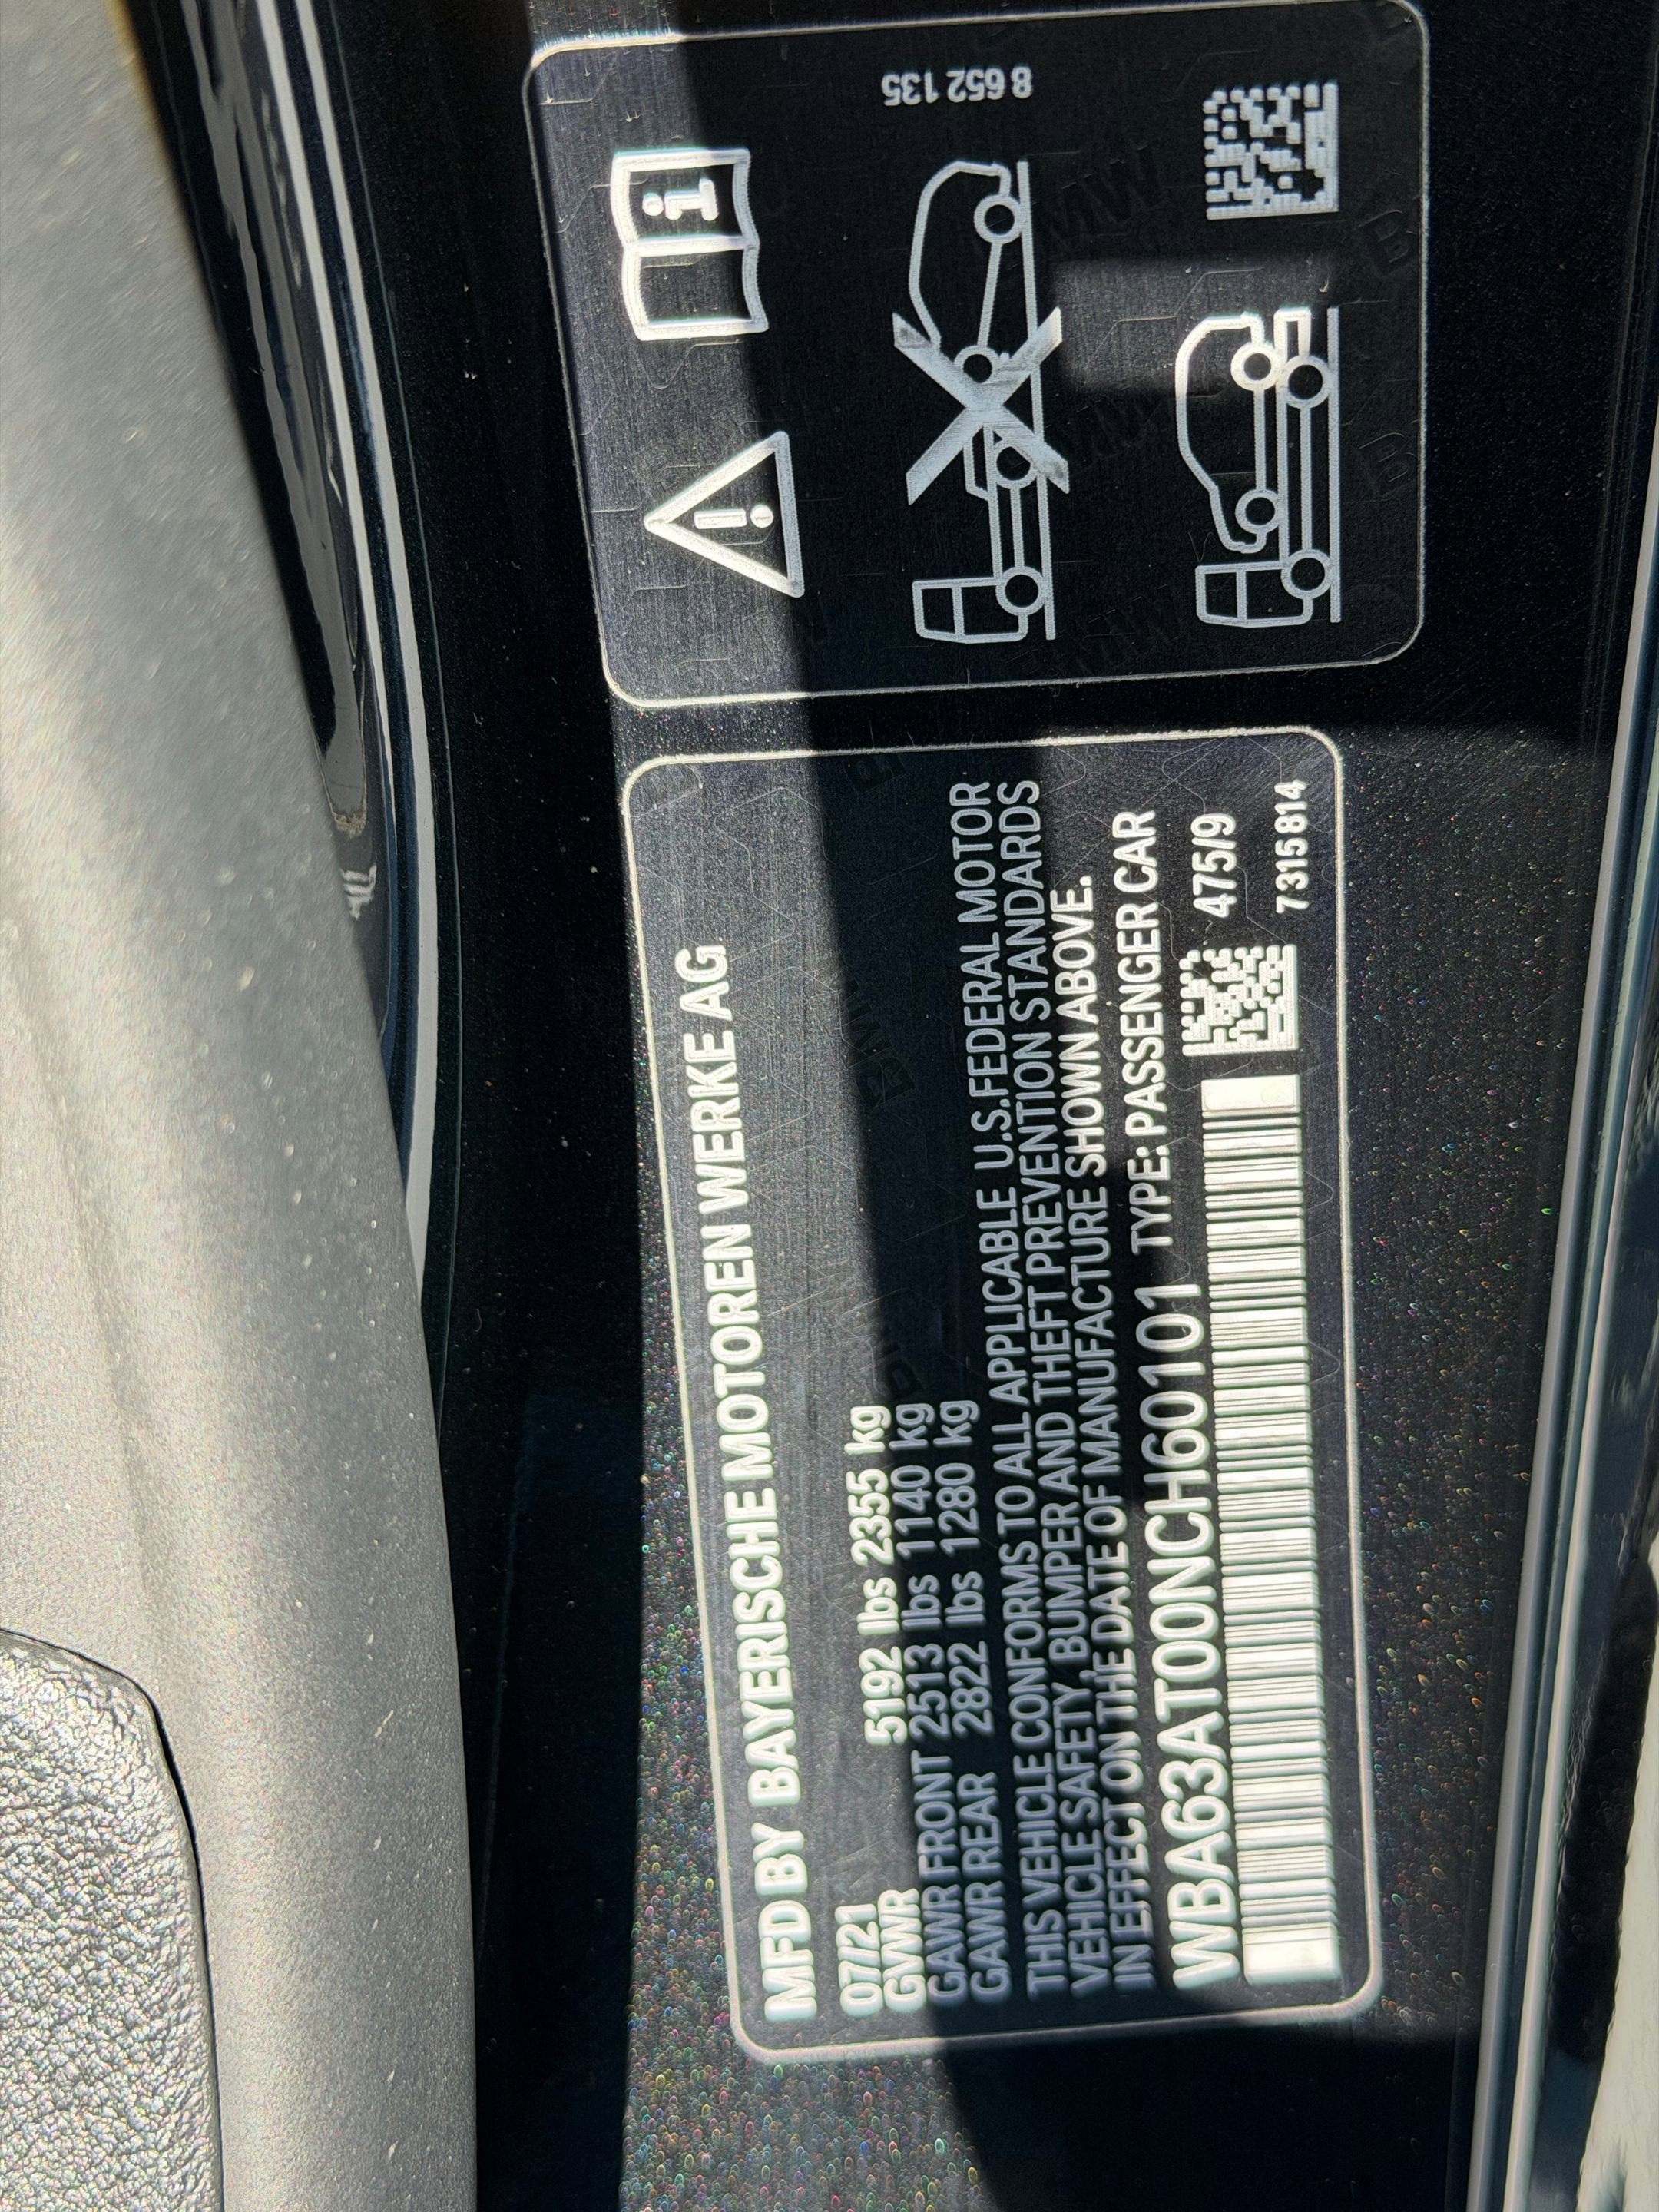 MFD BY BAYERISCHE MOTOREN WERKE AG
07/21
GVWR 5192 lbs 2355 kg
GAWR FRONT 2513 lbs 1140 kg
GAWR REAR 2822 lbs 1280 kg
THIS VEHICLE CONFORMS TO ALL APPLICABLE U.S.FEDERAL MOTOR
VEHICLE SAFETY, BUMPER AND THEFT PREVENTION STANDARDS
IN EFFECT ON THE DATE OF MANUFACTURE SHOWN ABOVE.
WBA63AT00NCH60101 TYPE: PASSENGER CAR
475/9
7315814
8 652 135